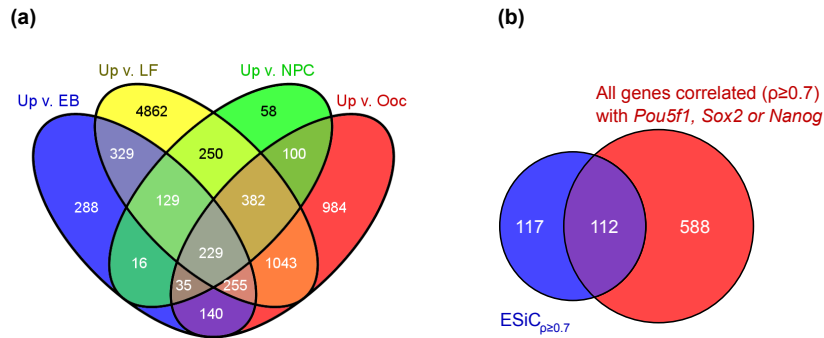 (a)
(b)
Up v. LF
Up v. NPC
Up v. EB
Up v. Ooc
4862
58
329
250
100
288
129
382
984
16
229
1043
35
255
140
All genes correlated (ρ≥0.7)
with Pou5f1, Sox2 or Nanog
117
112
588
ESiCρ≥0.7